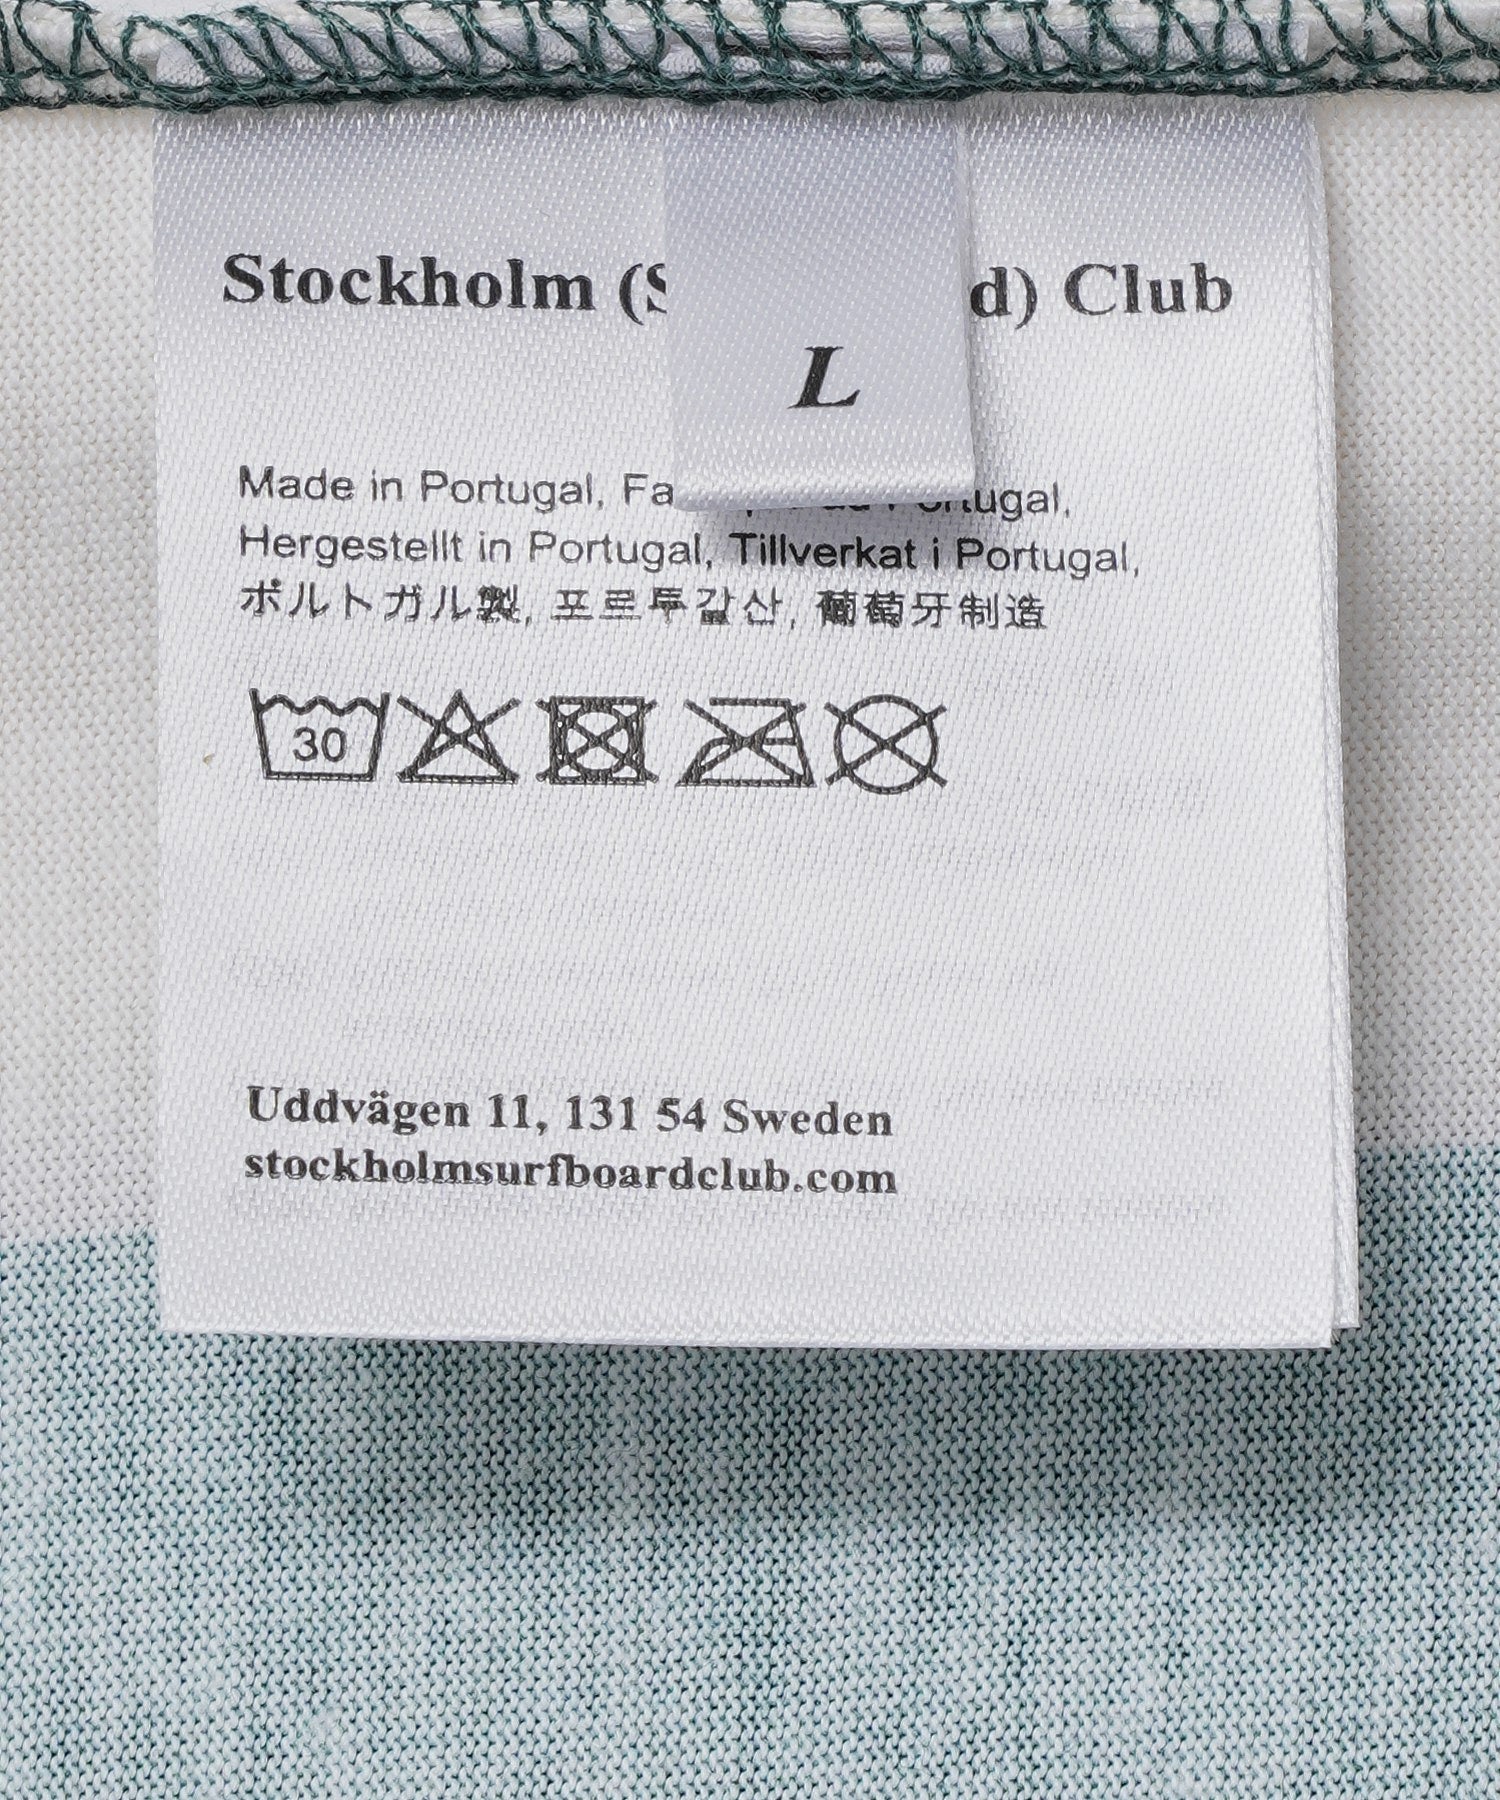 Stockholm d) Club
L
Made in Portugal, Portugal,
Hergestellt in Portugal, Tillverkat i Portugal,
ポルトガル製, 포르투갈산, 葡萄牙制造
30
Uddvägen 11, 131 54 Sweden
stockholmsurfboardclub.com